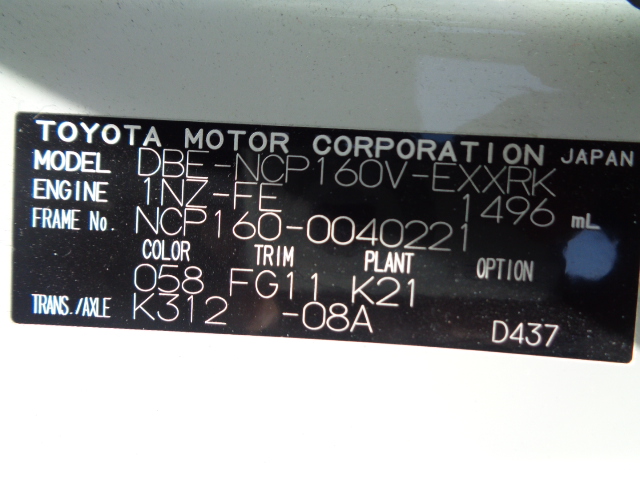 TOYOTA MOTOR CORPORATION JAPAN
MODEL DBE-NCP160V-EXXRK
ENGINE 1NZ-FE 1496 mL
FRAME No. NCP160-0040221
COLOR TRIM PLANT OPTION
058 FG11 K21
TRANS./AXLE K312 -08A D437